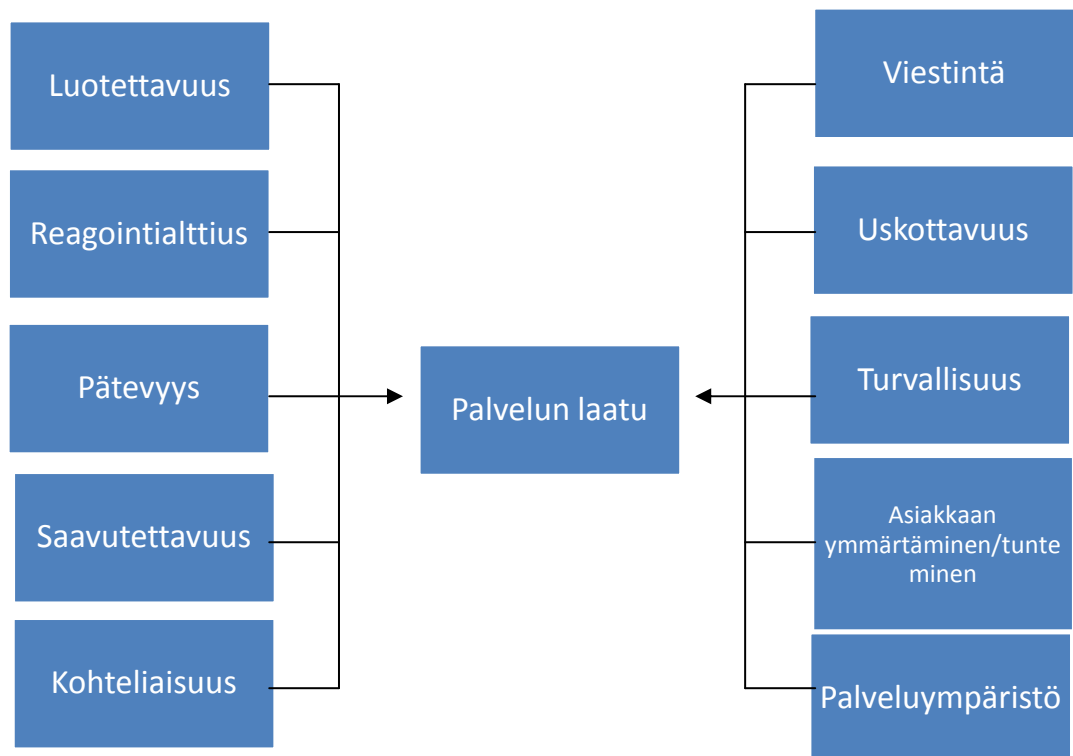 Luotettavuus
Reagointialttius
Pätevyys
Saavutettavuus
Kohteliaisuus
Palvelun laatu
Viestintä
Uskottavuus
Turvallisuus
Asiakkaan
ymmärtäminen/tunte
minen
Palveluympäristö